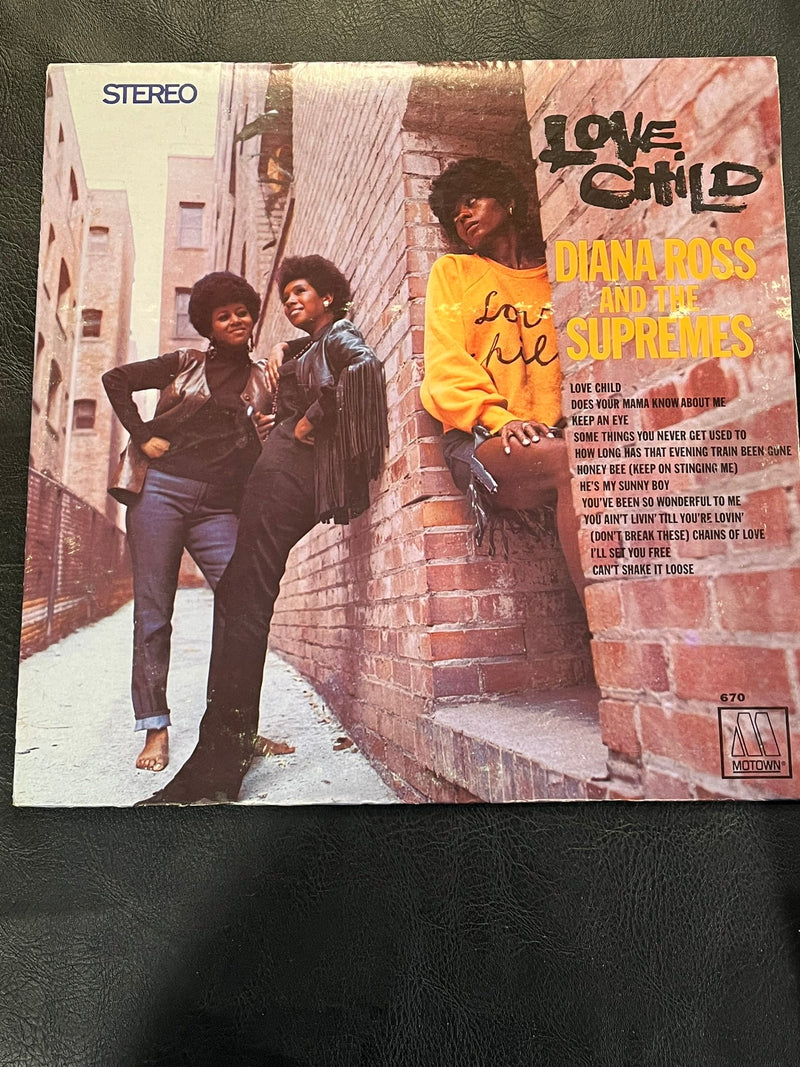 STEREO
LOVE
CHILD
DIANA ROSS
AND THE
SUPREMES
LOVE CHILD
DOES YOUR MAMA KNOW ABOUT ME
KEEP AN EYE
SOME THINGS YOU NEVER GET USED TO
HOW LONG HAS THAT EVENING TRAIN BEEN GONE
HONEY BEE (KEEP ON STINGING ME)
HE'S MY SUNNY BOY
YOU'VE BEEN SO WONDERFUL TO ME
YOU AIN'T LIVIN' TILL YOU'RE LOVIN'
(DON'T BREAK THESE) CHAINS OF LOVE
I'LL SET YOU FREE
CAN'T SHAKE IT LOOSE
670
M
MOTOWN®